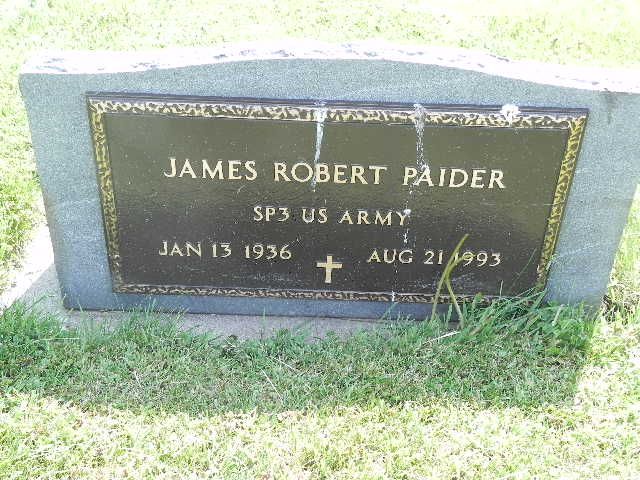 JAMES ROBERT PAIDER
SP3 US ARMY
JAN 13 1936 AUG 21 1993